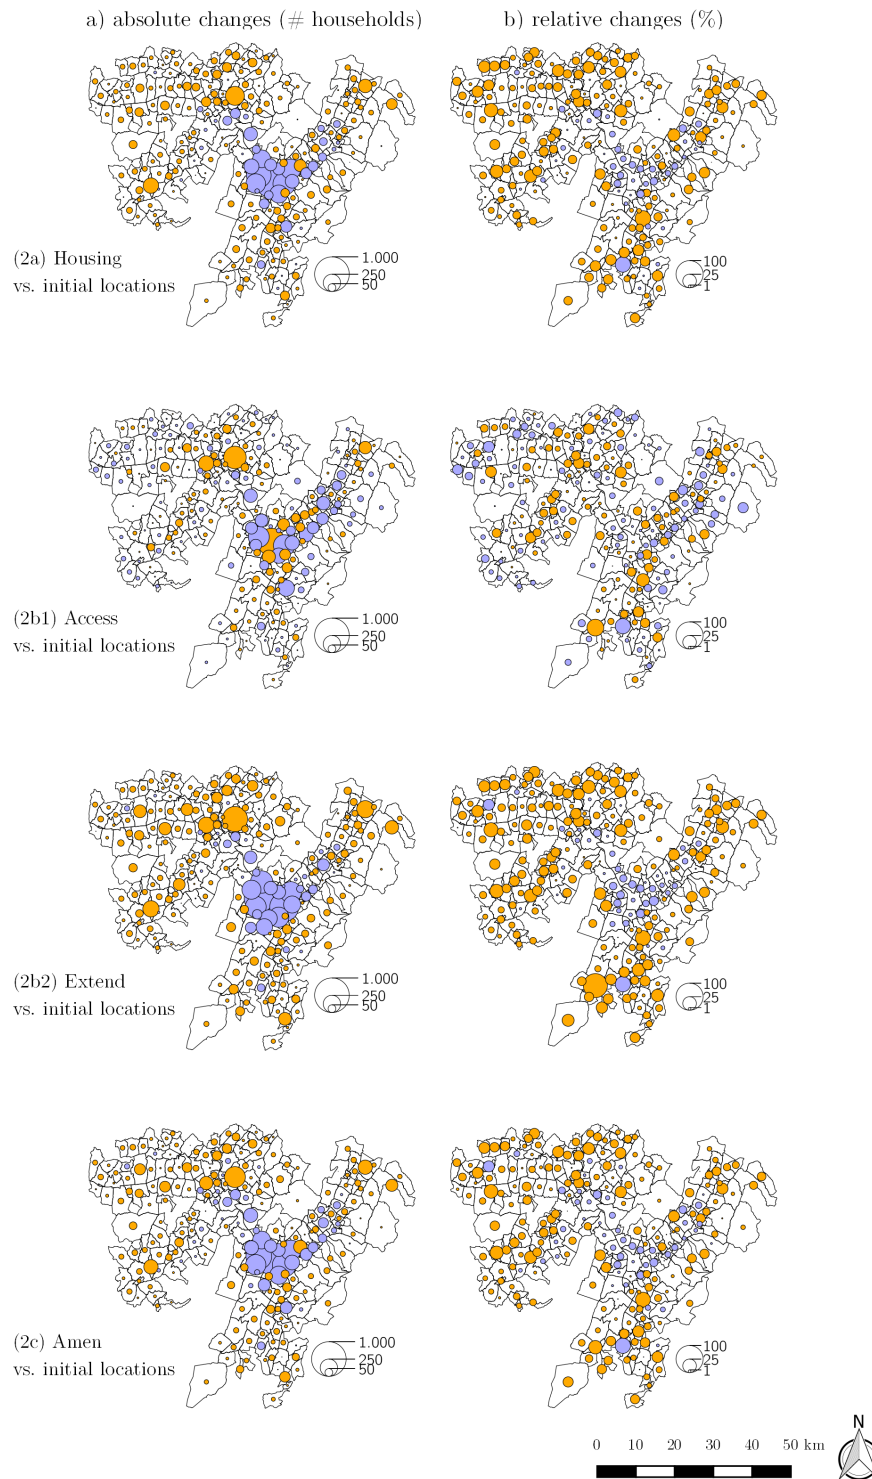 a) absolute changes (# households)
b) relative changes (%)
(2a) Housing
vs. initial locations
1.000
250
50
100
25
1
(2b1) Access
vs. initial locations
1.000
250
50
100
25
1
(2b2) Extend
vs. initial locations
1.000
250
50
100
25
1
(2c) Amen
vs. initial locations
1.000
250
50
100
25
1
0 10 20 30 40 50 km
N